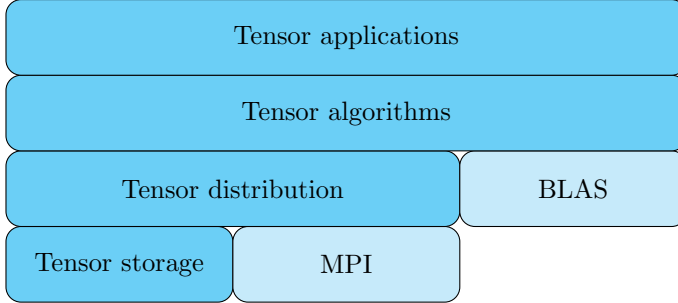 Tensor applications
Tensor algorithms
Tensor distribution
BLAS
Tensor storage
MPI